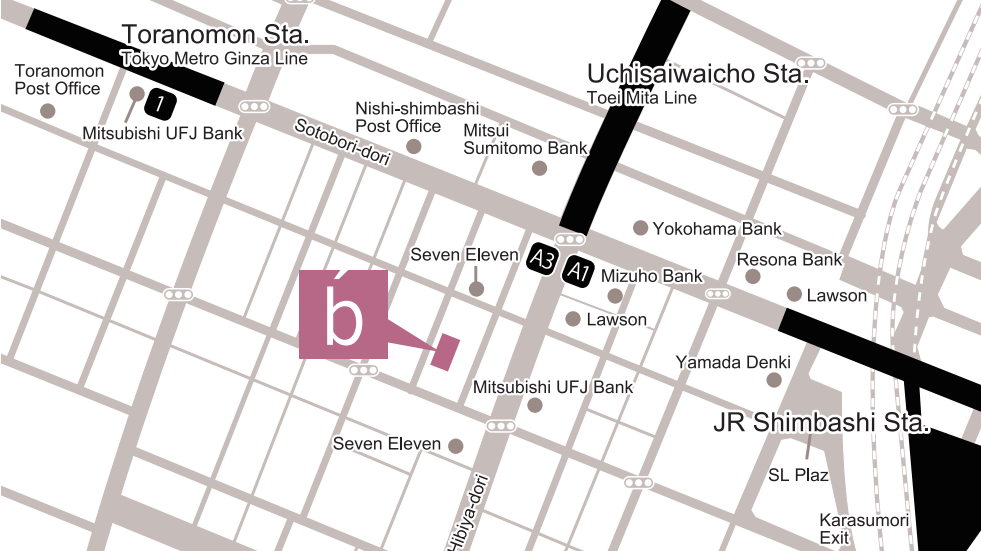 Toranomon Sta.
Tokyo Metro Ginza Line
Toranomon
Post Office
1
Mitsubishi UFJ Bank
Uchisaiwaicho Sta.
Toei Mita Line
Nishi-shimbashi
Post Office
Mitsui
Sumitomo Bank
Sotobori-dori
Yokohama Bank
Seven Eleven
A3
A1
Mizuho Bank
Resona Bank
Lawson
Lawson
b́
Yamada Denki
Mitsubishi UFJ Bank
JR Shimbashi Sta.
Seven Eleven
SL Plaz
Hibiya-dori
Karasumori
Exit